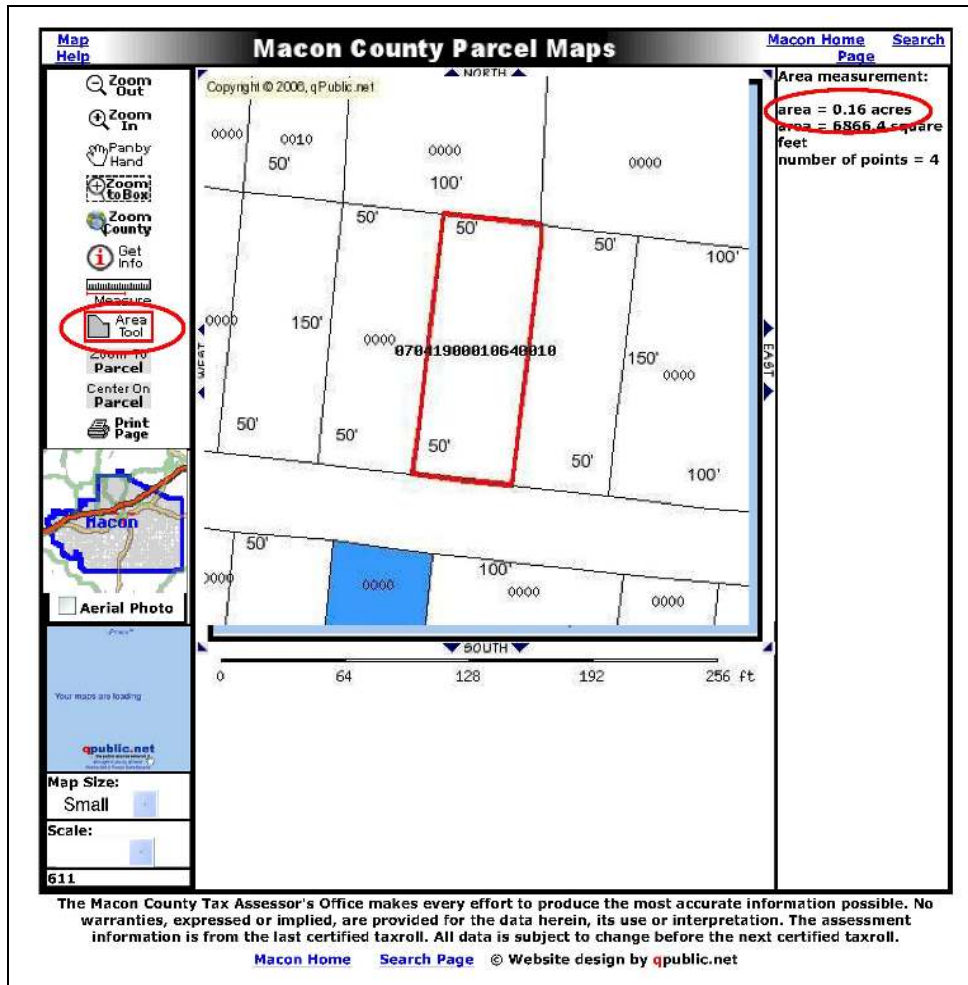 Map
Help
Macon County Parcel Maps
Macon Home
Page
Search
Zoom
Out
Zoom
In
Pan by
Hand
Zoom
to Box
Zoom
County
Get
Info
Measure
Area
Tool
Zoom To
Parcel
Center On
Parcel
Print
Page
Macon
Aerial Photo
Your maps are loading
qpublic.net
Map Size:
Small
Scale:
611
NORTH
Copyright © 2006, qPublic.net
0000
0010
50'
0000
100'
0000
50'
50'
50'
100'
0000
150'
0000
07041900010640010
150'
0000
50'
50'
50'
50'
100'
50'
0000
0000
100'
0000
0000
WEST
EAST
SOUTH
0 64 128 192 256 ft
Area measurement:
area = 0.16 acres
area = 6866.4 square
feet
number of points = 4
The Macon County Tax Assessor's Office makes every effort to produce the most accurate information possible. No
warranties, expressed or implied, are provided for the data herein, its use or interpretation. The assessment
information is from the last certified taxroll. All data is subject to change before the next certified taxroll.
Macon Home Search Page © Website design by qpublic.net